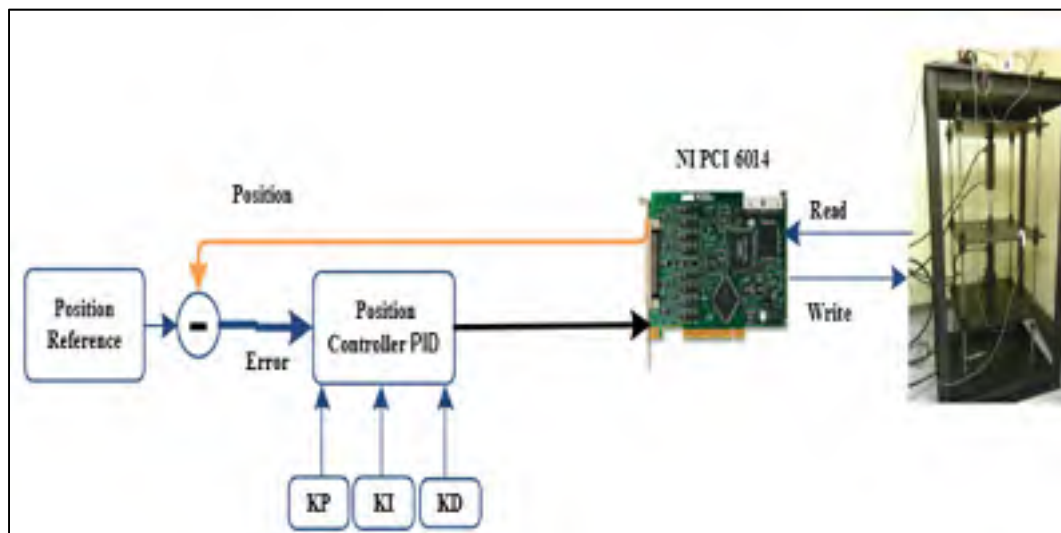 NI PCI 6014
Position
Read
Position
Reference
-
Error
Position
Controller PID
Write
KP
KI
KD